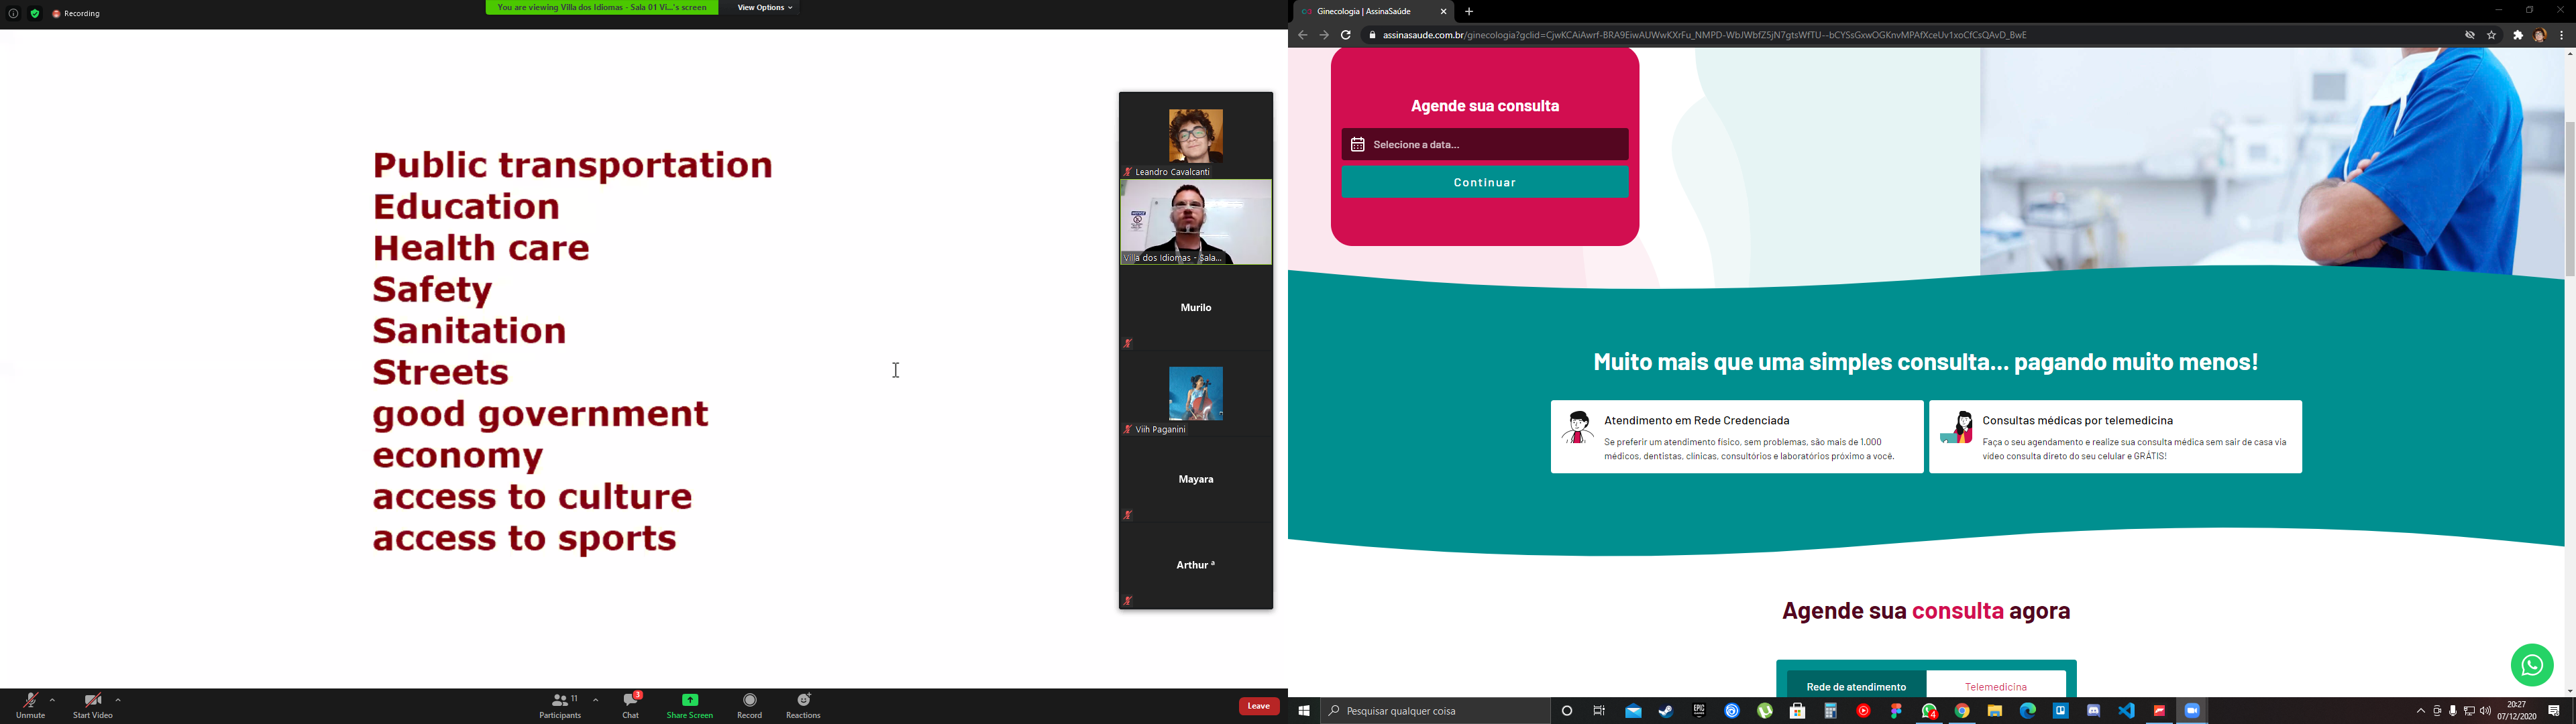 Recording
You are viewing Villa dos Idiomas - Sala 01 Vi...'s screen
View Options
Public transportation
Education
Health care
Safety
Sanitation
Streets
good government
economy
access to culture
access to sports
Leandro Cavalcanti
NOTICE
Villa dos Idiomas - Sala...
Murilo
Viih Paganini
Mayara
Arthur ª
Unmute
Start Video
Participants
11
Chat
3
Share Screen
Record
Reactions
Leave
Ginecologia | AssinaSaúde
assinasaude.com.br/ginecologia?gclid=CjwKCAiAwrf-BRA9EiwAUWwKXrFu_NMPD-WbJWbfZ5jN7gtsWfTU--bCYSsGxwOGKnvMPAfXceUv1xoCfCsQAvD_BwE
Agende sua consulta
Selecione a data...
Continuar
Muito mais que uma simples consulta... pagando muito menos!
Atendimento em Rede Credenciada
Se preferir um atendimento físico, sem problemas, são mais de 1.000
médicos, dentistas, clínicas, consultórios e laboratórios próximo a você.
Consultas médicas por telemedicina
Faça o seu agendamento e realize sua consulta médica sem sair de casa via
vídeo consulta direto do seu celular e GRÁTIS!
Agende sua consulta agora
Rede de atendimento
Telemedicina
Pesquisar qualquer coisa
EPIC
4
20:27
07/12/2020